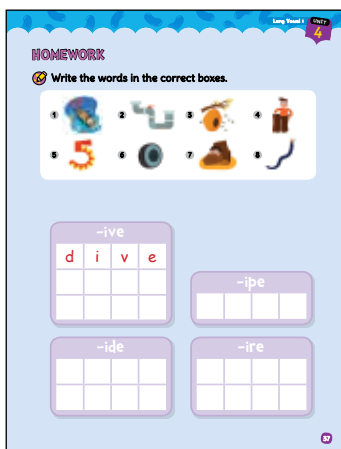 Long Vowel i
UNIT
4
HOMEWORK
Write the words in the correct boxes.
1 2 3 4
5 5 6 7 8
-ive
d i v e
-ipe
-ide
-ire
37